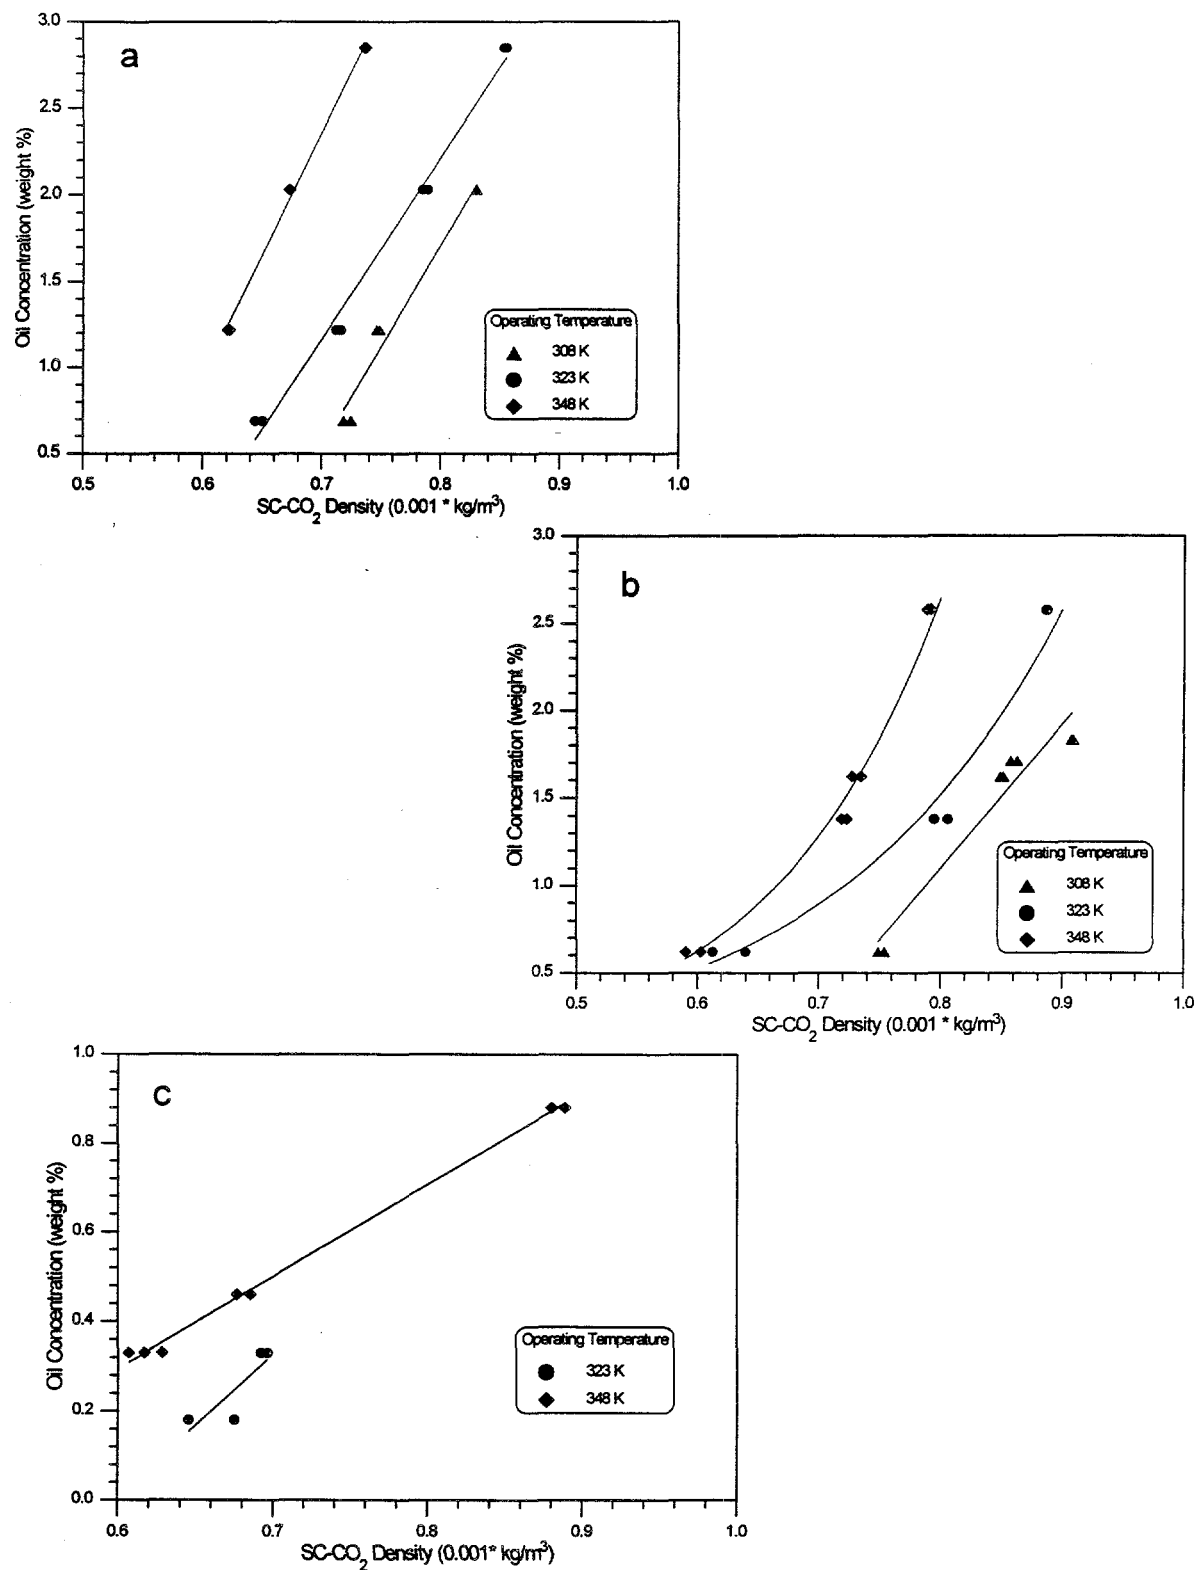 a
Oil Concentration (weight %)
3.0
2.5
2.0
1.5
1.0
0.5
Operating Temperature
308 K
323 K
348 K
0.5 0.6 0.7 0.8 0.9 1.0
SC-CO₂ Density (0.001 * kg/m³)
b
Oil Concentration (weight %)
3.0
2.5
2.0
1.5
1.0
0.5
Operating Temperature
308 K
323 K
348 K
0.5 0.6 0.7 0.8 0.9 1.0
SC-CO₂ Density (0.001 * kg/m³)
c
Oil Concentration (weight %)
1.0
0.8
0.6
0.4
0.2
0.0
Operating Temperature
323 K
348 K
0.6 0.7 0.8 0.9 1.0
SC-CO₂ Density (0.001* kg/m³)